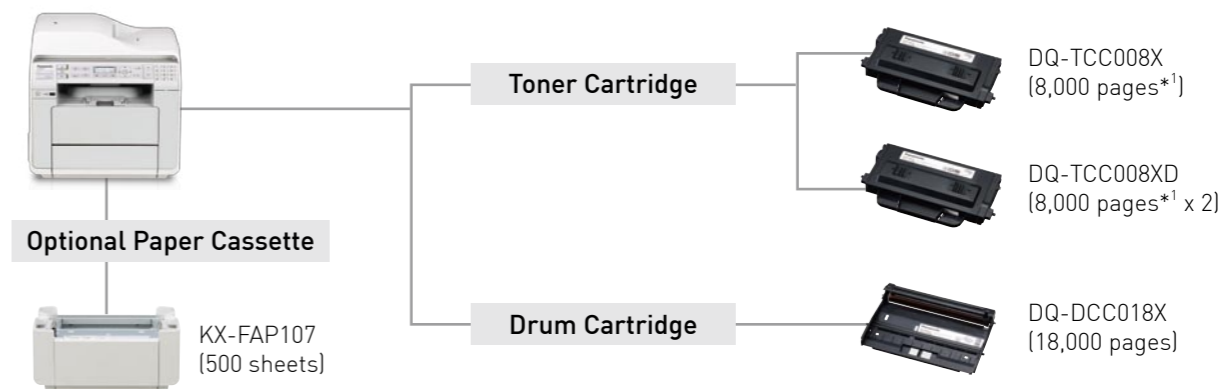 Toner Cartridge
DQ-TCC008X
(8,000 pages*1)
DQ-TCC008XD
(8,000 pages*1 x 2)
Optional Paper Cassette
KX-FAP107
(500 sheets)
Drum Cartridge
DQ-DCC018X
(18,000 pages)